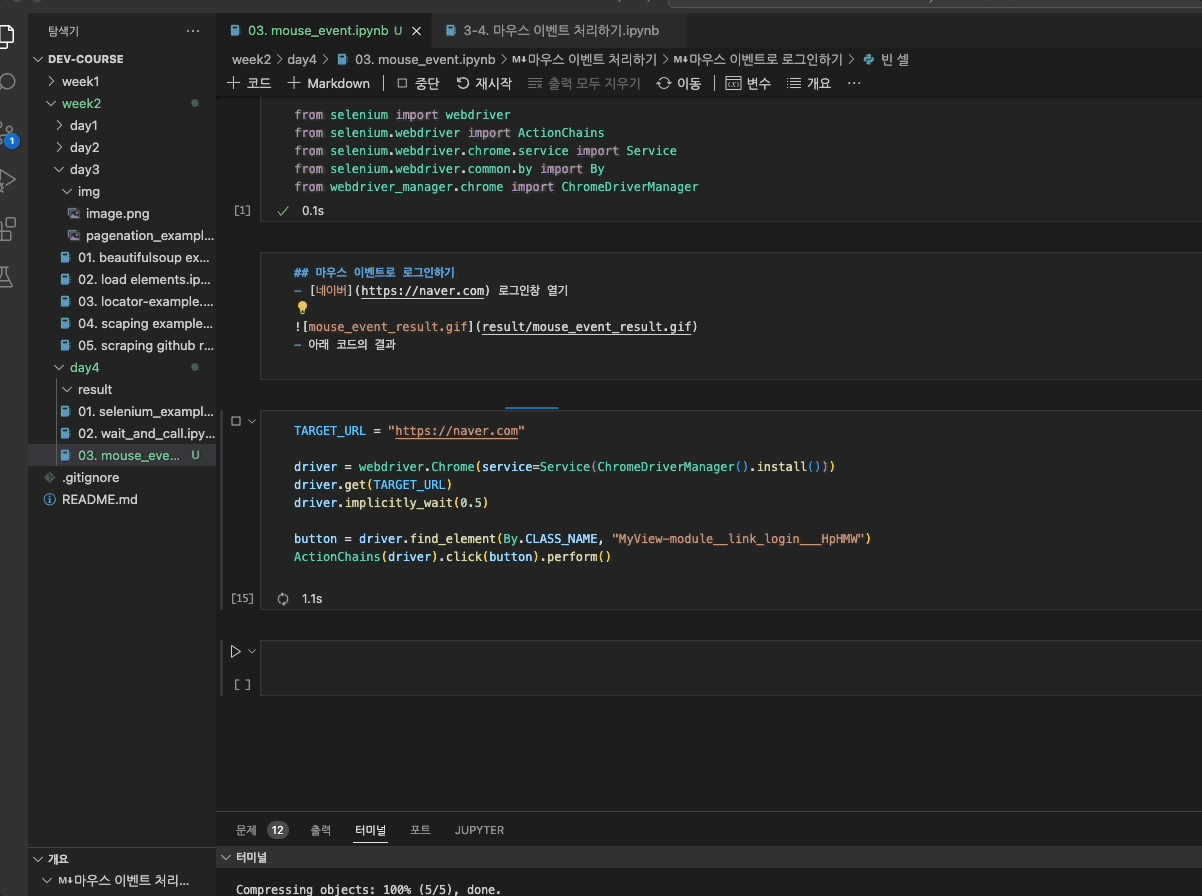 탐색기 ···
DEV-COURSE
week1
week2
day1
day2
day3
img
image.png
pagenation_exampl...
01. beautifulsoup ex...
02. load elements.ip...
03. locator-example....
04. scaping example...
05. scraping github r...
day4
result
01. selenium_exampl...
02. wait_and_call.ipy...
03. mouse_eve... U
.gitignore
README.md
1
개요
M↓마우스 이벤트 처리...
03. mouse_event.ipynb U
3-4. 마우스 이벤트 처리하기.ipynb
week2 > day4 > 03. mouse_event.ipynb > M↓마우스 이벤트 처리하기 > M↓마우스 이벤트로 로그인하기 > 빈 셀
+ 코드 + Markdown 중단 재시작 출력 모두 지우기 이동 변수 개요 ···
from selenium import webdriver
from selenium.webdriver import ActionChains
from selenium.webdriver.chrome.service import Service
from selenium.webdriver.common.by import By
from webdriver_manager.chrome import ChromeDriverManager
[1] ✓ 0.1s
## 마우스 이벤트로 로그인하기
- [네이버](https://naver.com) 로그인창 열기
![mouse_event_result.gif](result/mouse_event_result.gif)
- 아래 코드의 결과
TARGET_URL = "https://naver.com"
driver = webdriver.Chrome(service=Service(ChromeDriverManager().install()))
driver.get(TARGET_URL)
driver.implicitly_wait(0.5)
button = driver.find_element(By.CLASS_NAME, "MyView-module__link_login___HpHMW")
ActionChains(driver).click(button).perform()
[15] 1.1s
[ ]
문제 12 출력 터미널 포트 JUPYTER
터미널
Compressing objects: 100% (5/5), done.